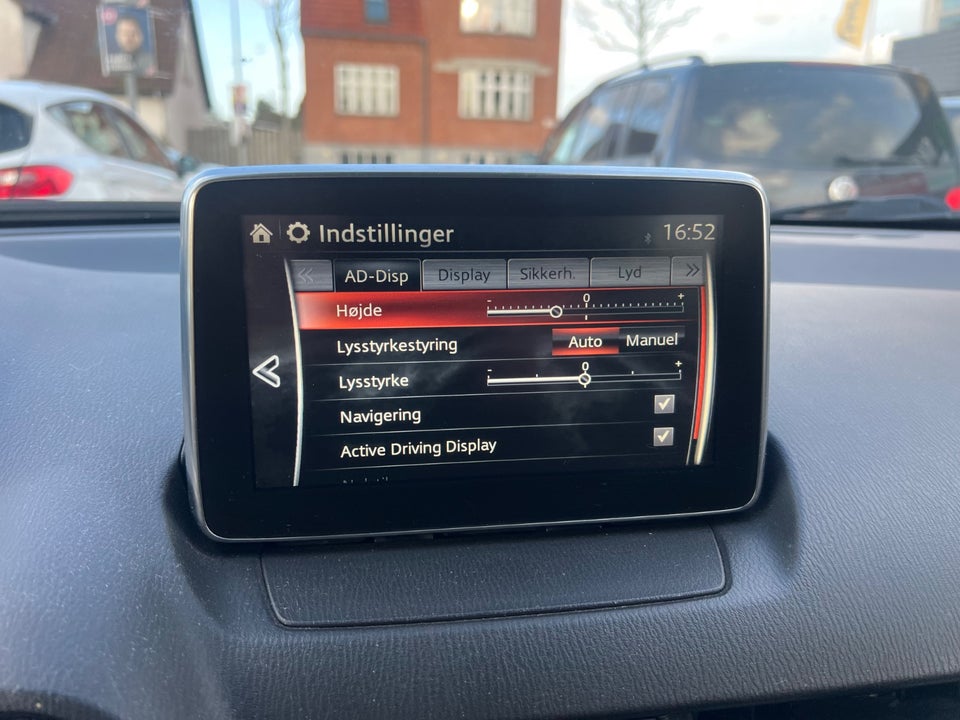 Indstillinger 16:52
AD-Disp Display Sikkerh. Lyd
Højde - 0 +
Lysstyrkestyring Auto Manuel
Lysstyrke - 0 +
Navigering
Active Driving Display